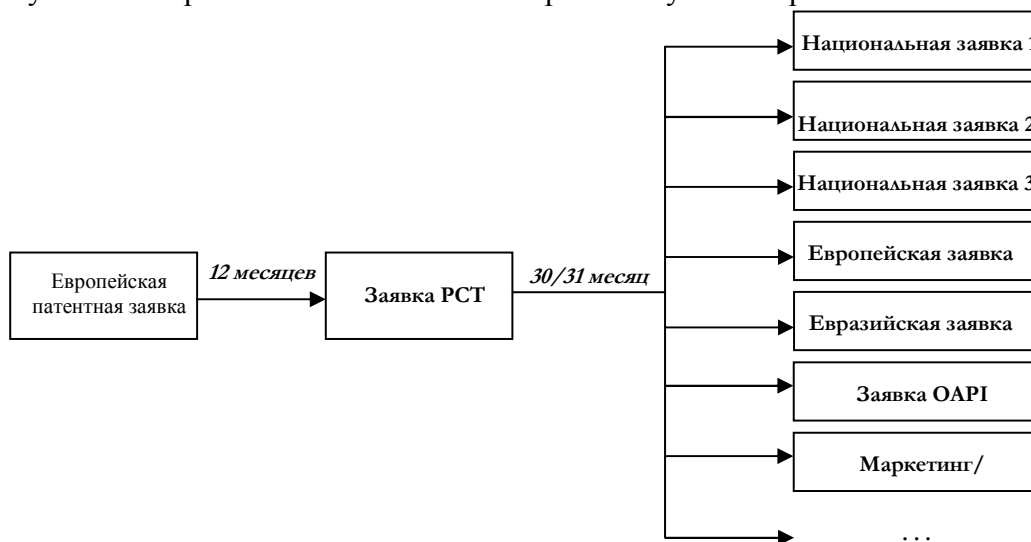 Национальная заявка 1
Национальная заявка 2
Национальная заявка 3
Европейская
патентная заявка
12 месяцев
Заявка PCT
30/31 месяц
Европейская заявка
Евразийская заявка
Заявка OAPI
Маркетинг/
. . .